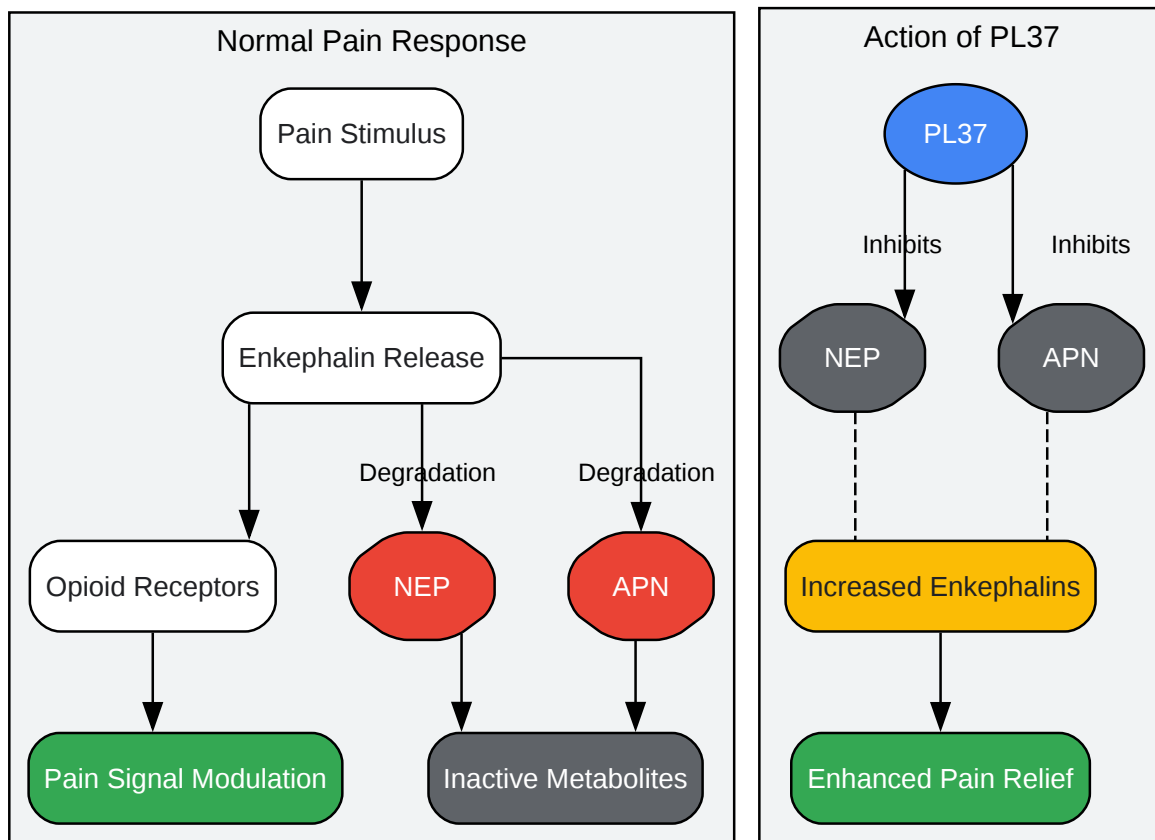 Normal Pain Response
Pain Stimulus
Enkephalin Release
Degradation
Degradation
Opioid Receptors
NEP
APN
Pain Signal Modulation
Inactive Metabolites
Action of PL37
PL37
Inhibits
Inhibits
NEP
APN
Increased Enkephalins
Enhanced Pain Relief